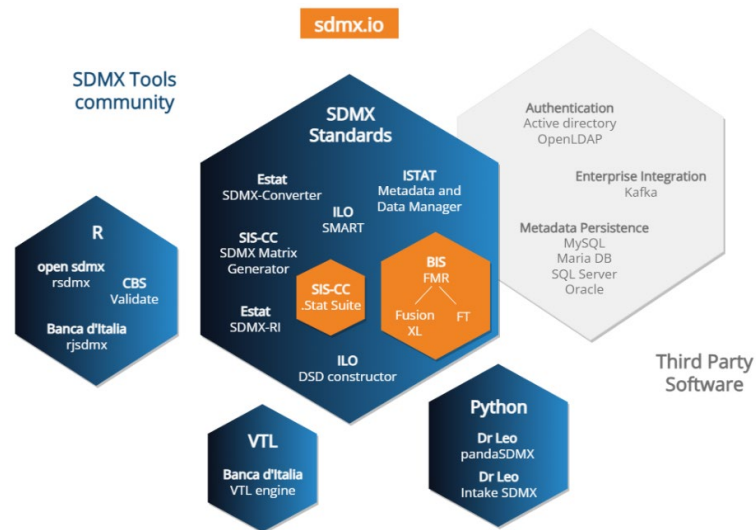 sdmx.io
SDMX Tools
community
SDMX
Standards
Estat
SDMX-Converter
ISTAT
Metadata and
Data Manager
ILO
SMART
SIS-CC
SDMX Matrix
Generator
SIS-CC
.Stat Suite
BIS
FMR
Fusion
XL
FT
Estat
SDMX-RI
ILO
DSD constructor
Authentication
Active directory
OpenLDAP
Enterprise Integration
Kafka
Metadata Persistence
MySQL
Maria DB
SQL Server
Oracle
Third Party
Software
R
open sdmx
rsdmx
CBS
Validate
Banca d'Italia
rjsdmx
VTL
Banca d'Italia
VTL engine
Python
Dr Leo
pandaSDMX
Dr Leo
Intake SDMX